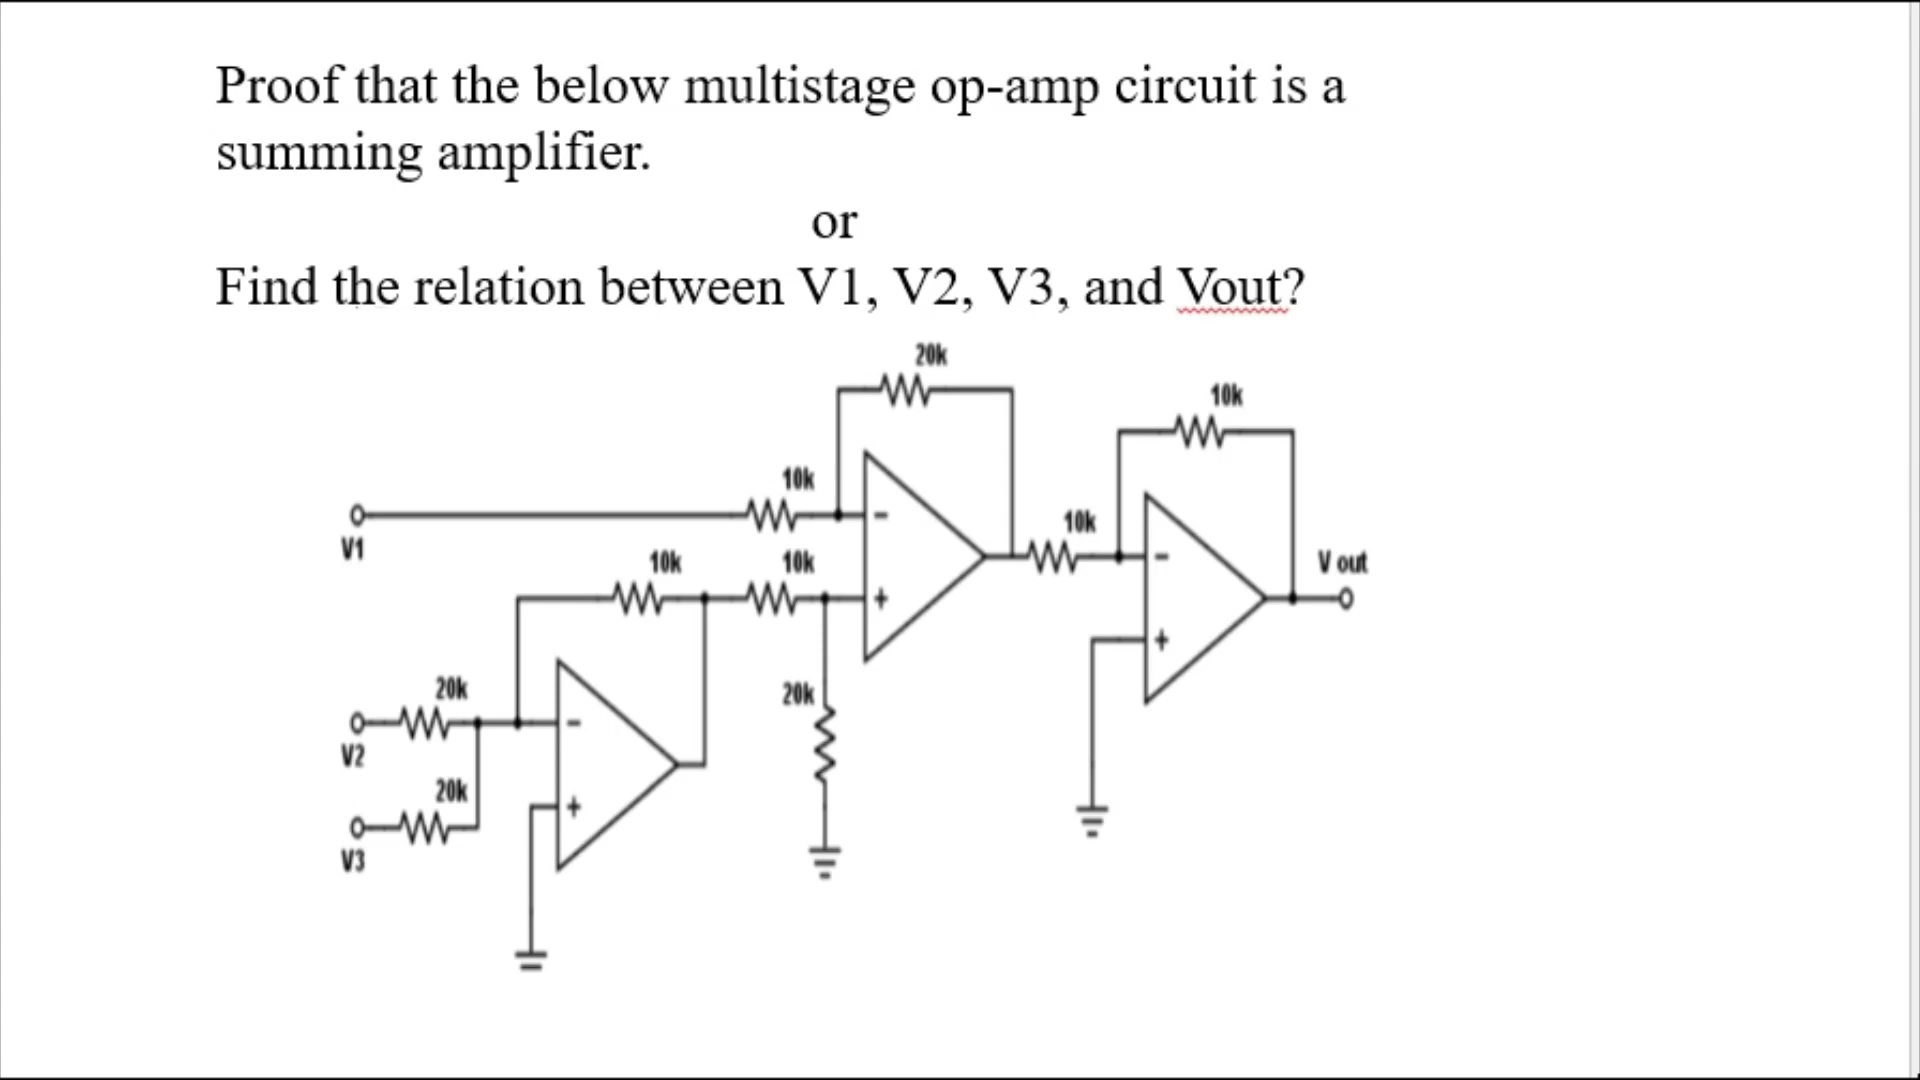 Proof that the below multistage op-amp circuit is a
summing amplifier.
or
Find the relation between V1, V2, V3, and Vout?
20k
10k
10k
V1
10k
10k
10k
V out
20k
V2
20k
20k
V3